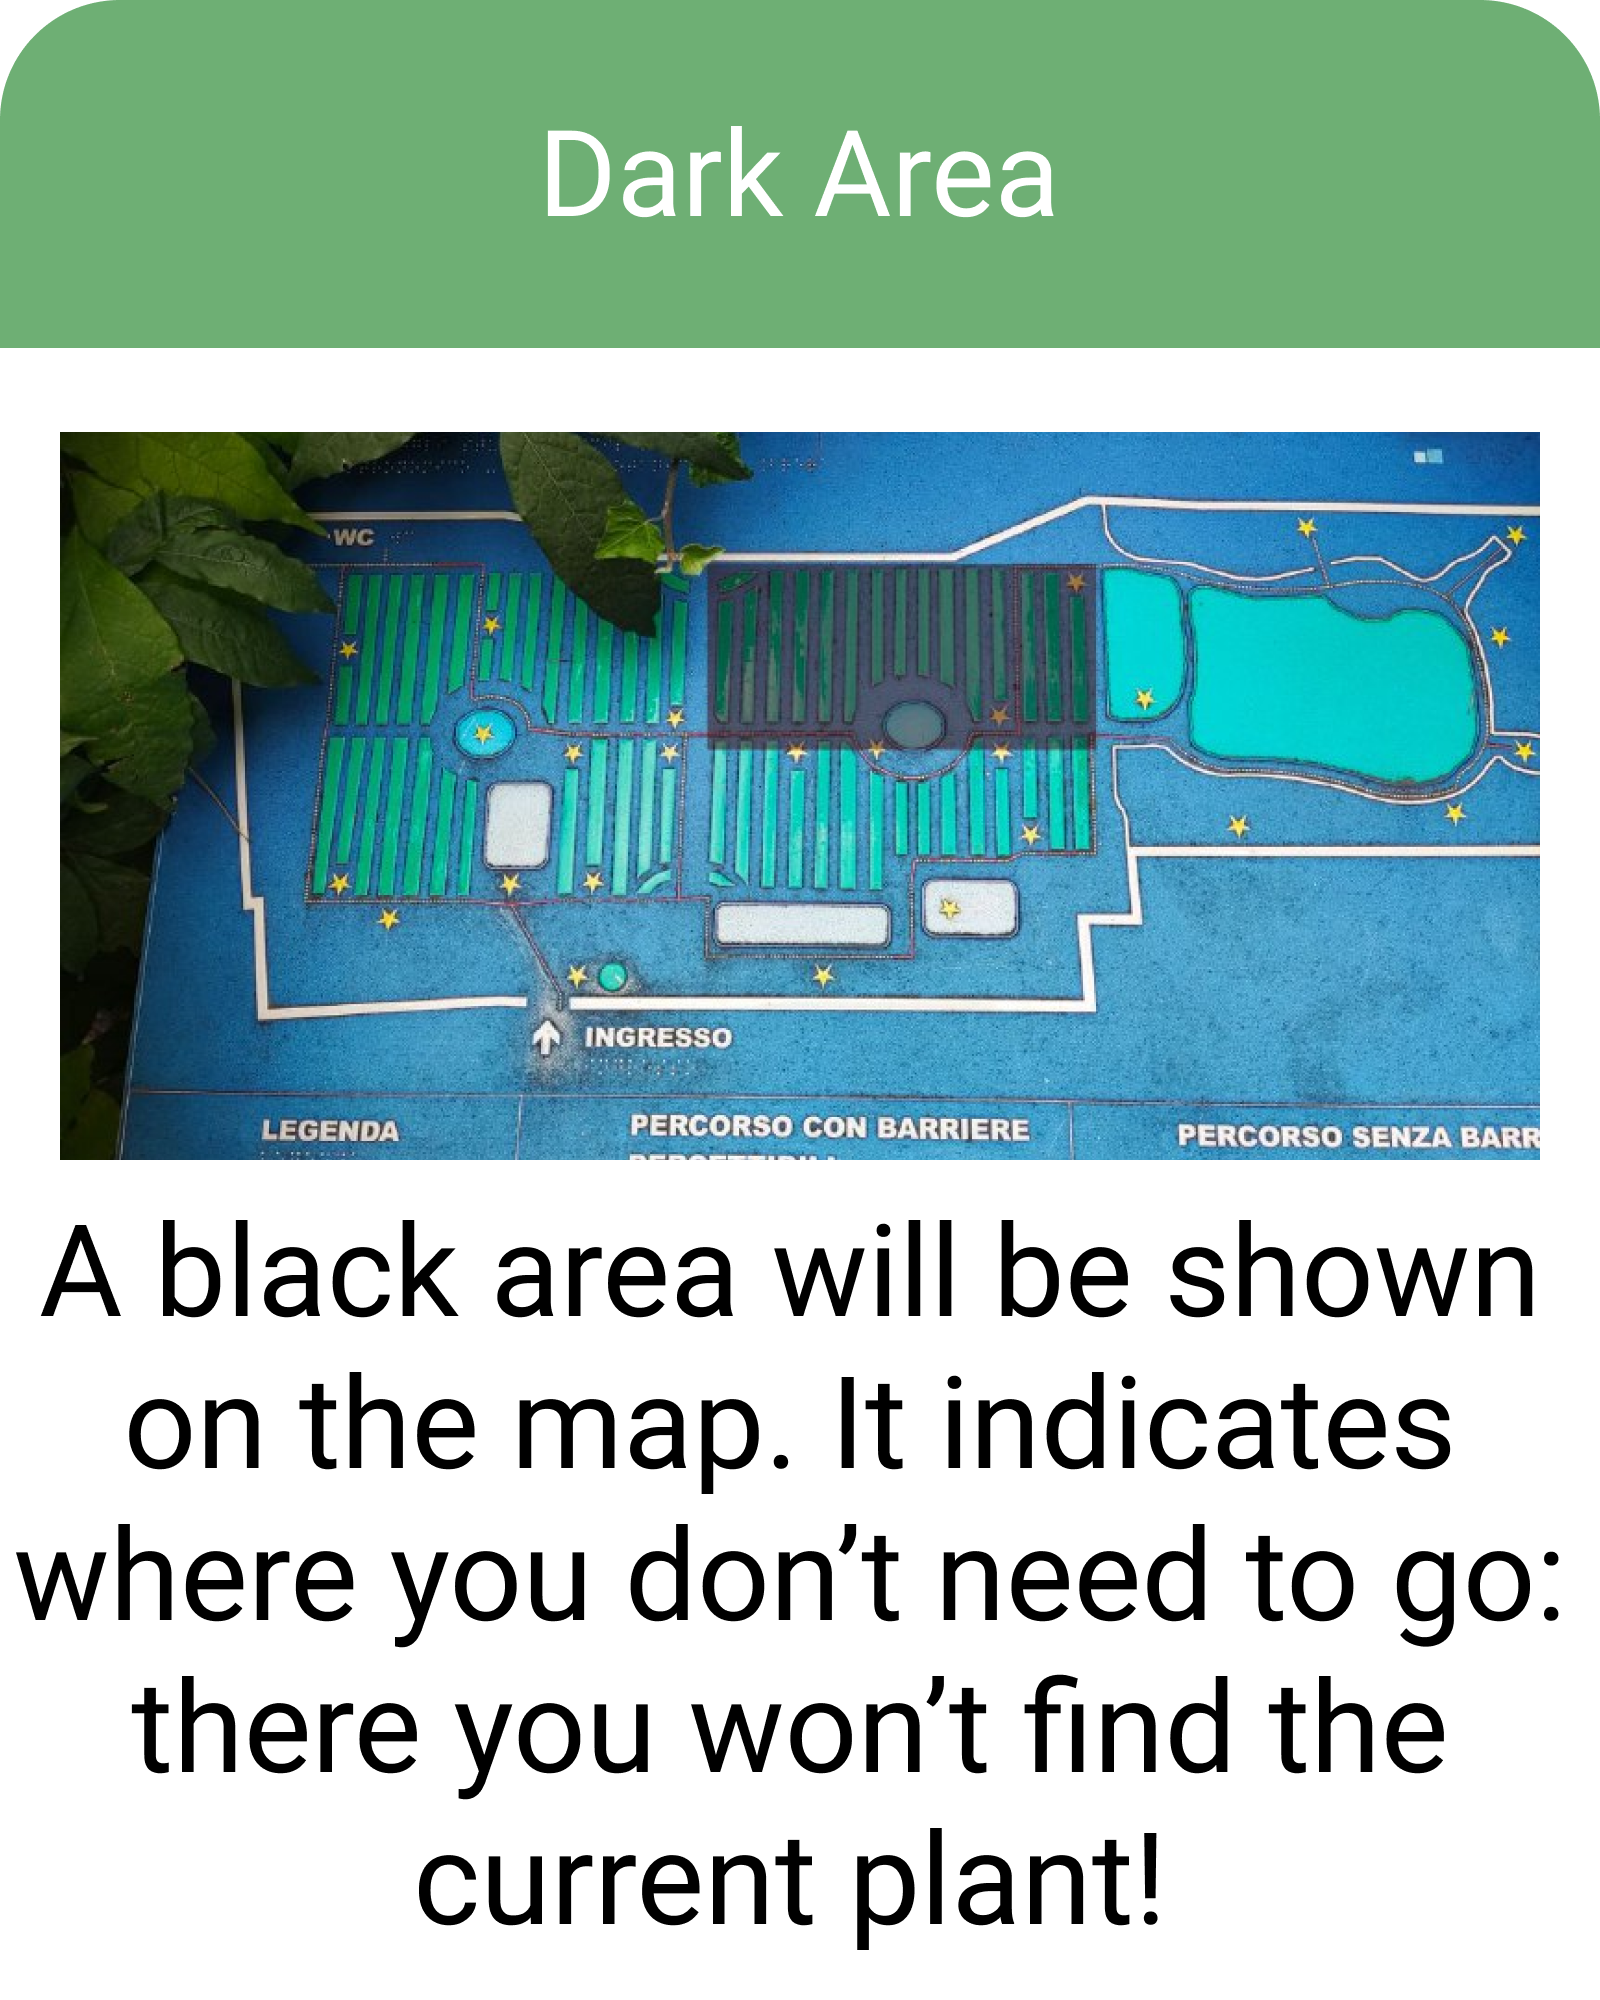 Dark Area
WC
INGRESSO
LEGENDA
PERCORSO CON BARRIERE
PERCORSO SENZA BARR
A black area will be shown
on the map. It indicates
where you don’t need to go:
there you won’t find the
current plant!